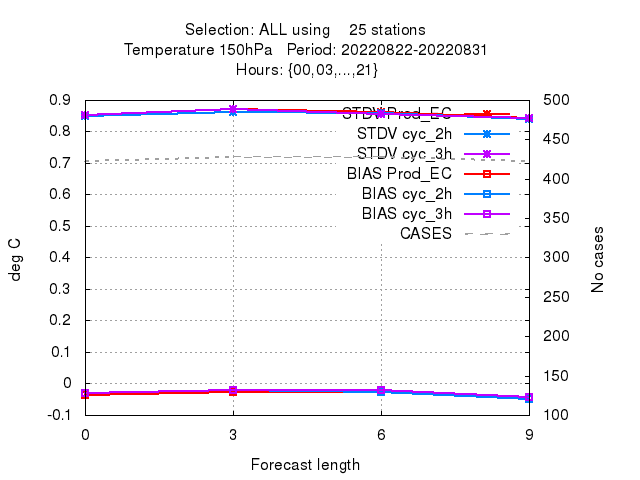 Selection: ALL using 25 stations
Temperature 150hPa Period: 20220822-20220831
Hours: {00,03,...,21}
STDV Prod_EC
STDV cyc_2h
STDV cyc_3h
BIAS Prod_EC
BIAS cyc_2h
BIAS cyc_3h
CASES
deg C
0.9
0.8
0.7
0.6
0.5
0.4
0.3
0.2
0.1
0
-0.1
No cases
500
450
400
350
300
250
200
150
100
0 3 6 9
Forecast length